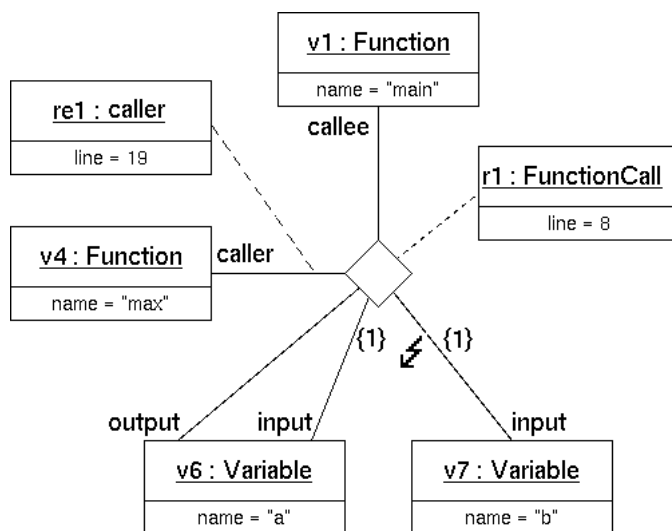 v1 : Function
name = "main"
re1 : caller
line = 19
callee
r1 : FunctionCall
line = 8
v4 : Function
name = "max"
caller
{1}
{1}
output
input
input
v6 : Variable
name = "a"
v7 : Variable
name = "b"